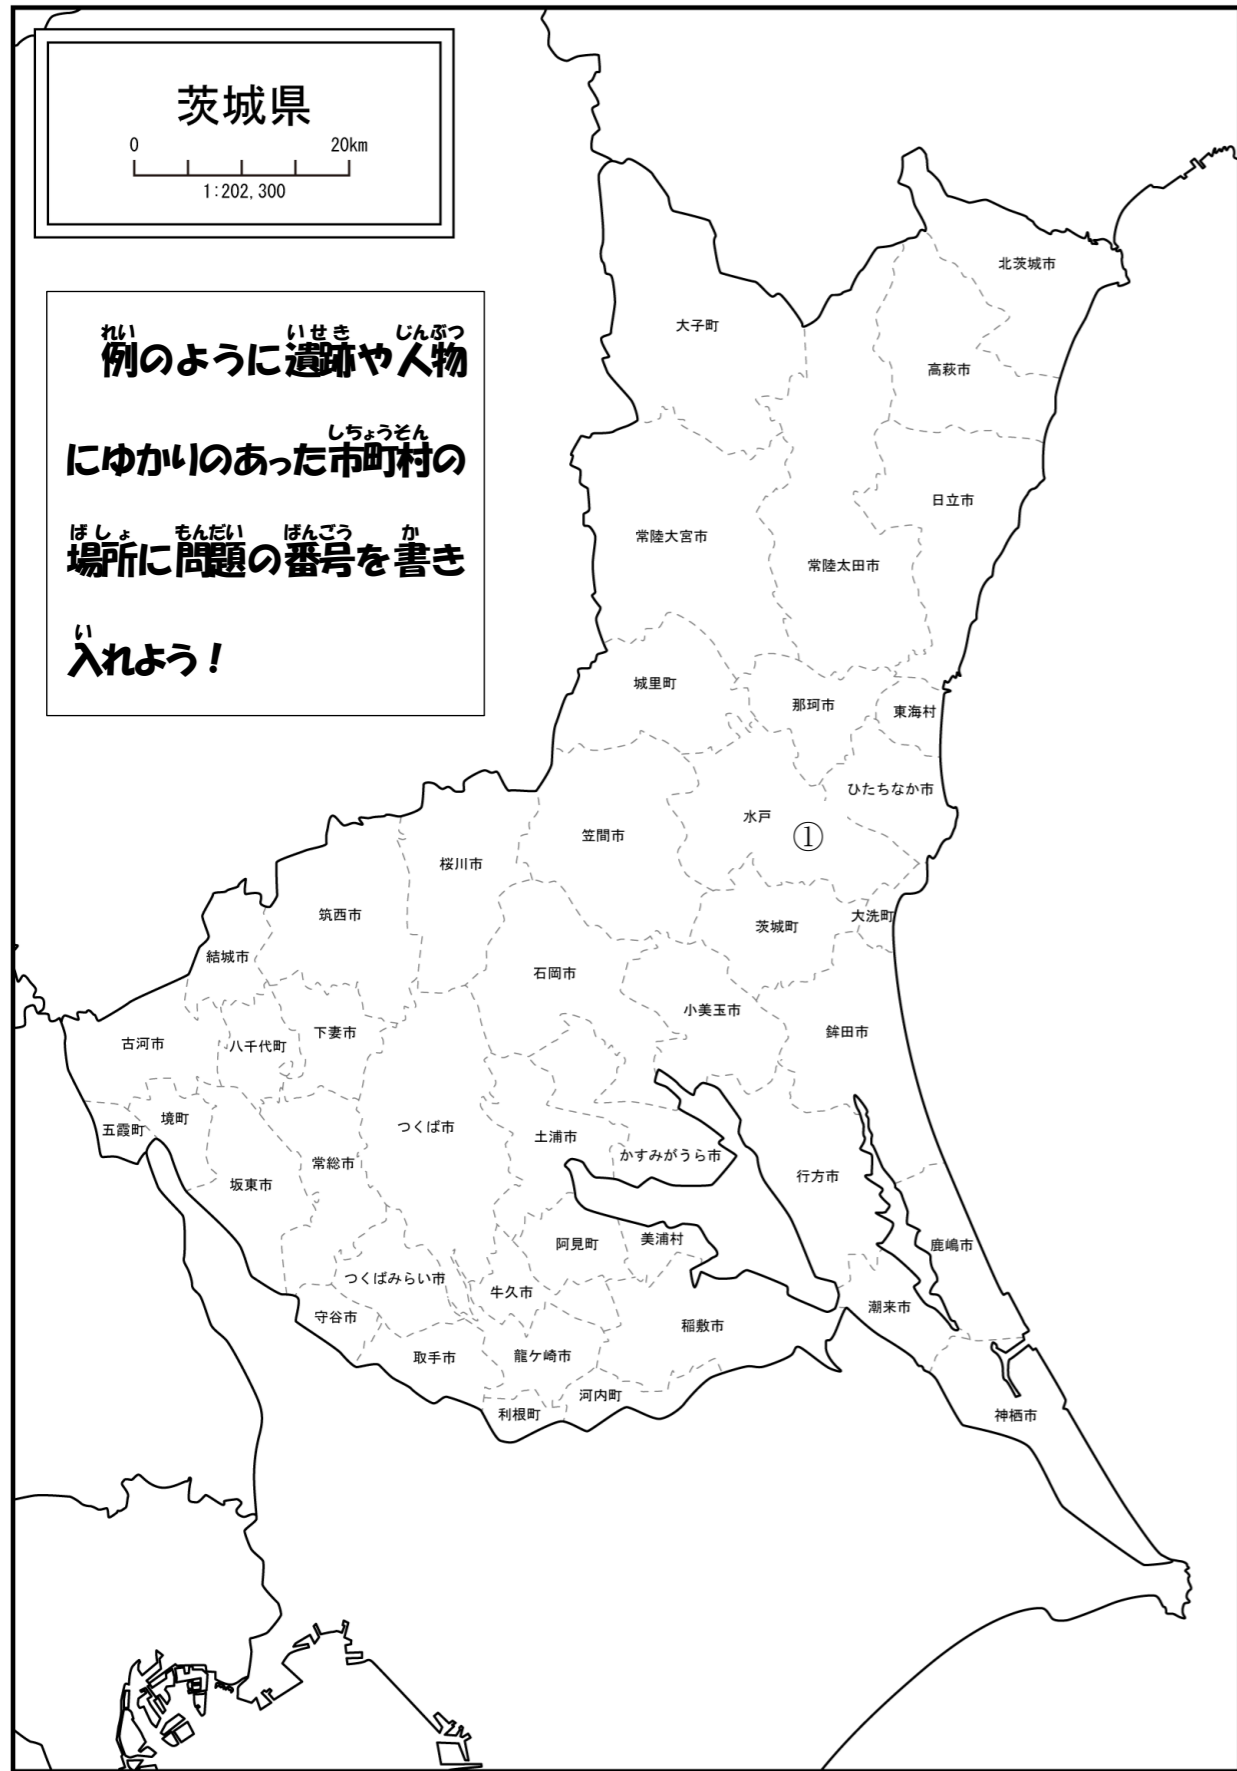 茨城県
0 20km
1:202,300
れい いせき じんぶつ
例のように遺跡や人物
しちょうそん
にゆかりのあった市町村の
ばしょ もんだい ばんごう か
場所に問題の番号を書き
い
入れよう!
北茨城市
大子町
高萩市
日立市
常陸大宮市
常陸太田市
城里町
那珂市
東海村
ひたちなか市
水戸
①
笠間市
桜川市
筑西市
茨城町
大洗町
結城市
石岡市
小美玉市
鉾田市
下妻市
古河市
八千代町
五霞町
境町
つくば市
土浦市
かすみがうら市
常総市
坂東市
行方市
阿見町
美浦村
鹿嶋市
つくばみらい市
牛久市
守谷市
潮来市
稲敷市
取手市
龍ケ崎市
河内町
利根町
神栖市